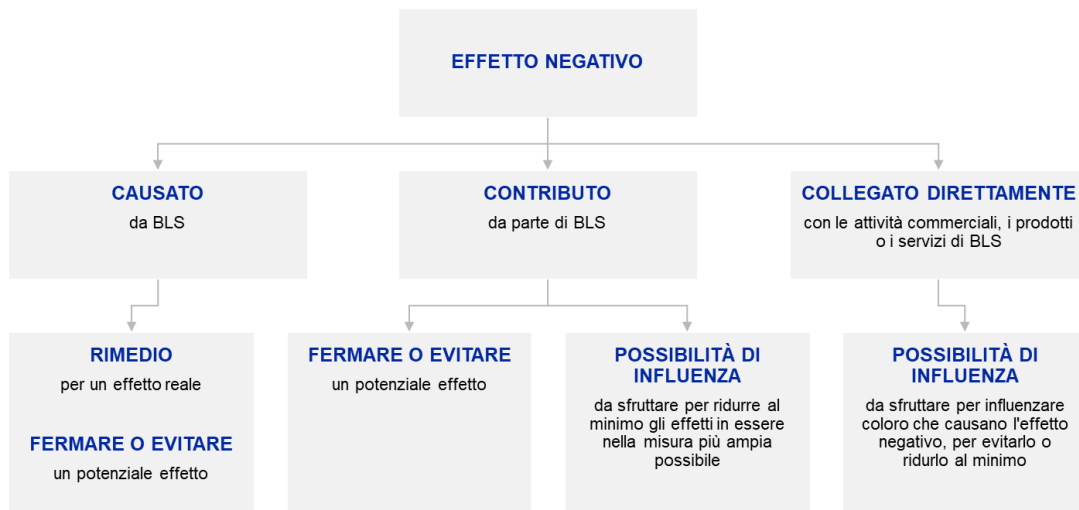 EFFETTO NEGATIVO
CAUSATO
da BLS
CONTRIBUTO
da parte di BLS
COLLEGATO DIRETTAMENTE
con le attività commerciali, i prodotti
o i servizi di BLS
RIMEDIO
per un effetto reale
FERMARE O EVITARE
un potenziale effetto
FERMARE O EVITARE
un potenziale effetto
POSSIBILITÀ DI
INFLUENZA
da sfruttare per ridurre al
minimo gli effetti in essere
nella misura più ampia
possibile
POSSIBILITÀ DI
INFLUENZA
da sfruttare per influenzare
coloro che causano l'effetto
negativo, per evitarlo o
ridurlo al minimo